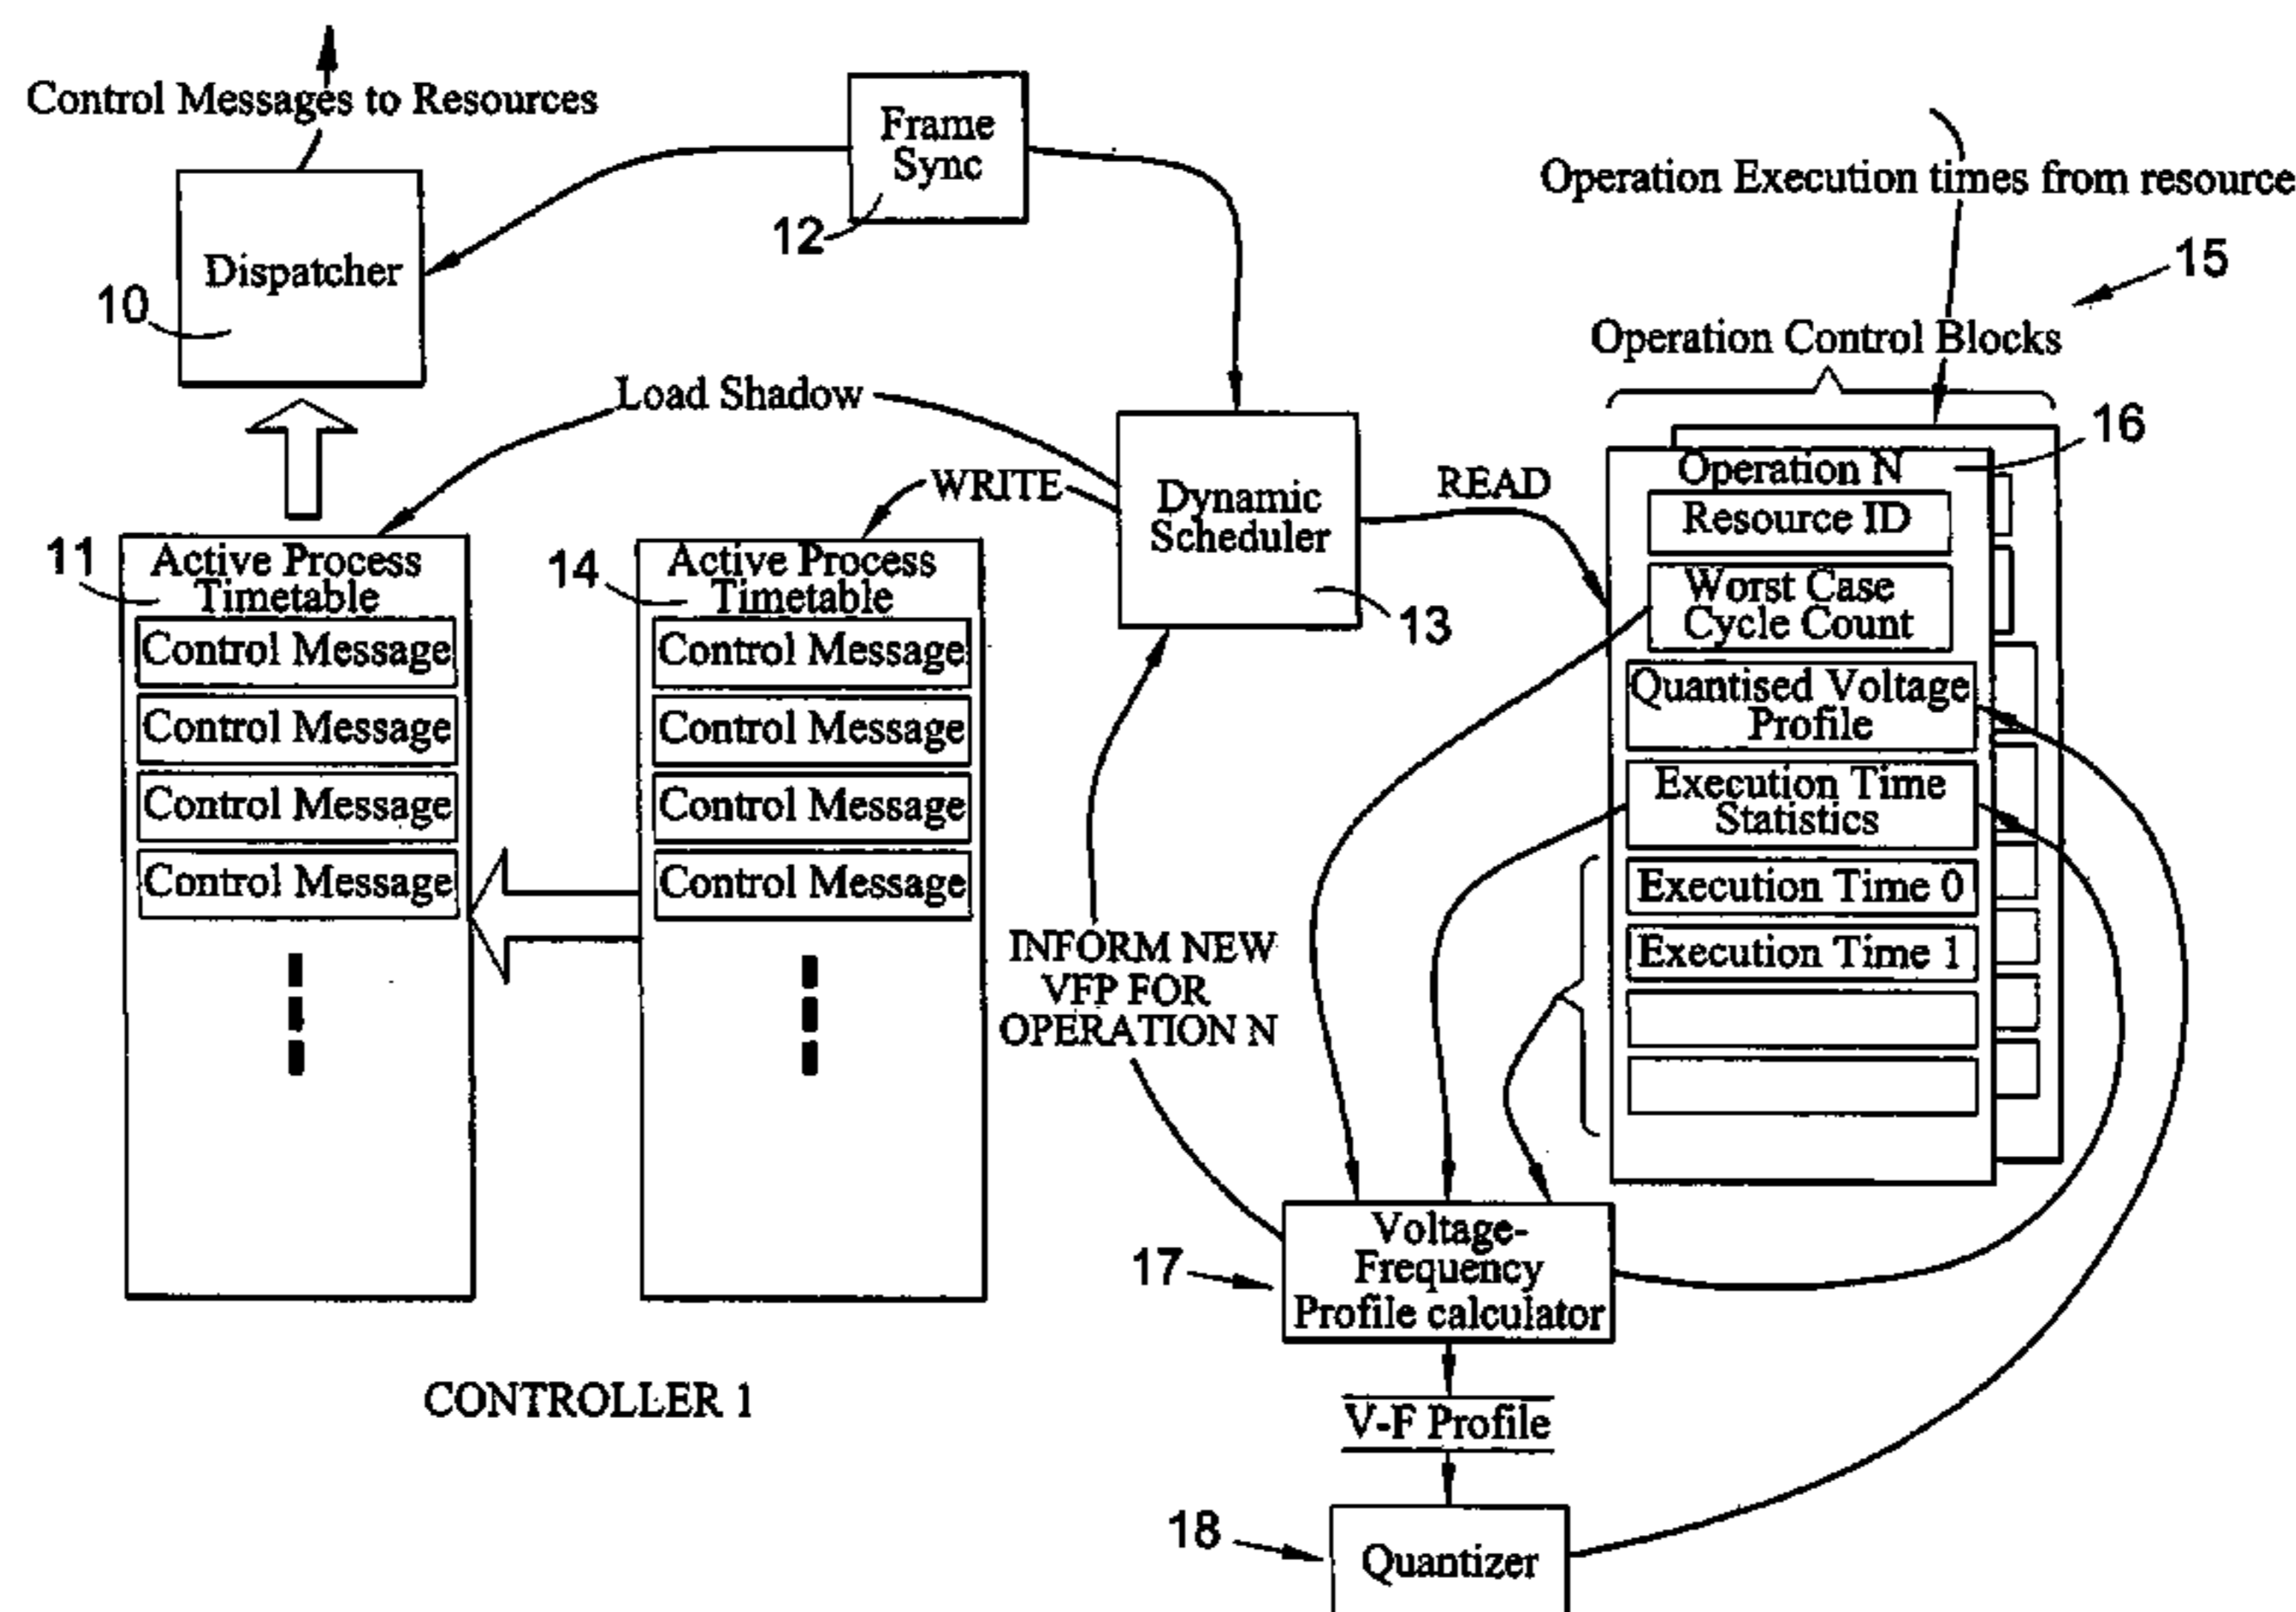 Control Messages to Resources
Frame
Sync
12
Dispatcher
10
Operation Execution times from resource
15
Operation Control Blocks
Load Shadow
WRITE
Dynamic
Scheduler
13
READ
16
Operation N
Resource ID
Worst Case
Cycle Count
Quantised Voltage
Profile
Execution Time
Statistics
Execution Time 0
Execution Time 1
11
Active Process
Timetable
Control Message
Control Message
Control Message
Control Message
14
Active Process
Timetable
Control Message
Control Message
Control Message
Control Message
INFORM NEW
VFP FOR
OPERATION N
17
Voltage-
Frequency
Profile calculator
CONTROLLER 1
V-F Profile
18
Quantizer